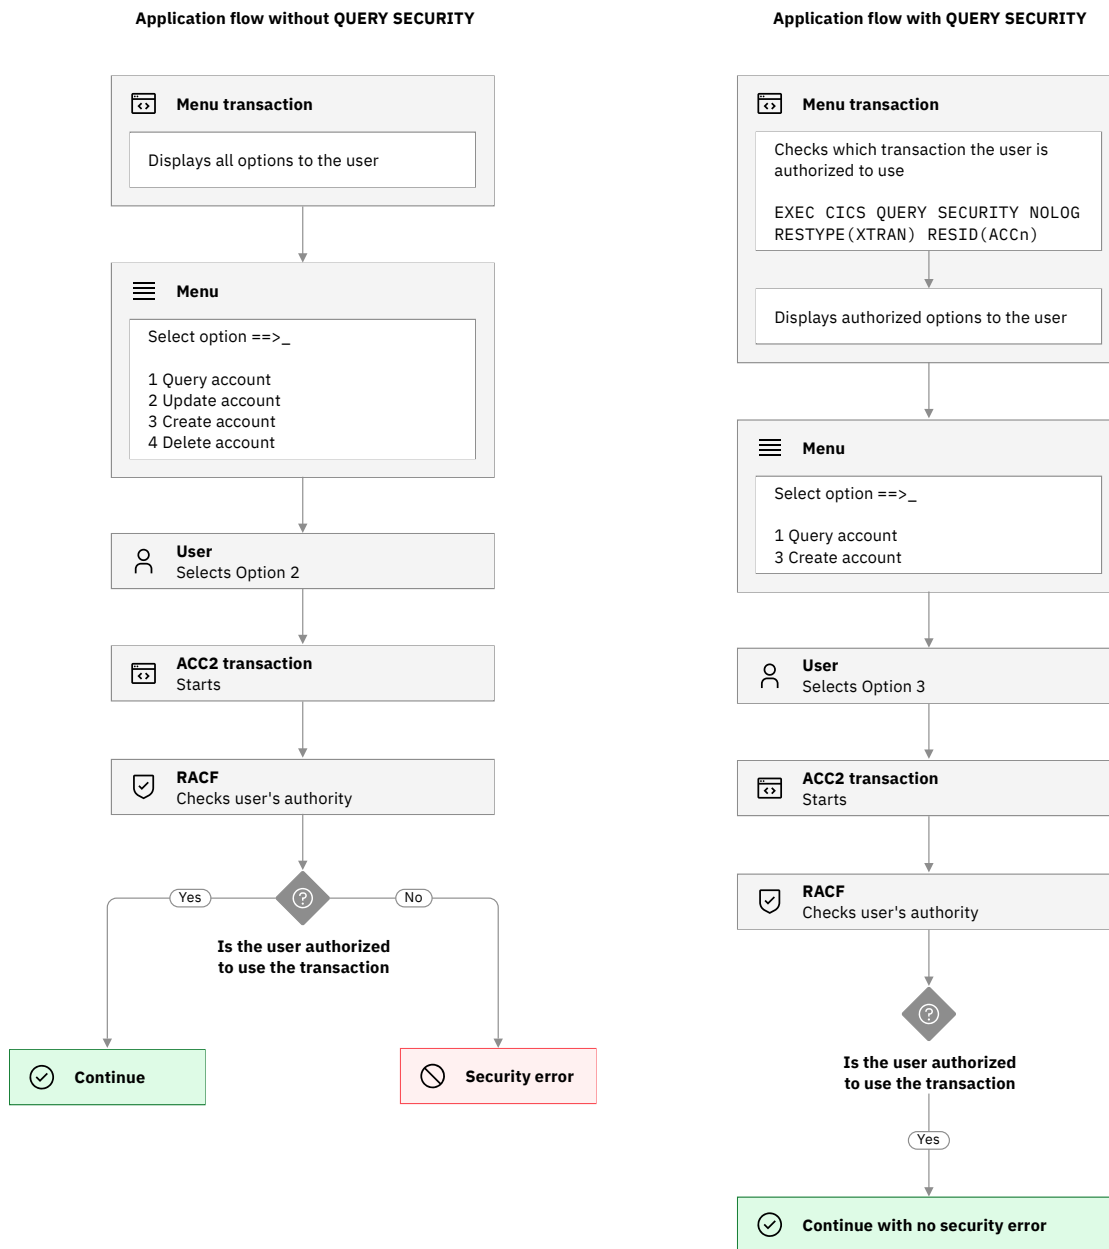 Application flow without QUERY SECURITY
Menu transaction
Displays all options to the user
Menu
Select option ==>_
1 Query account
2 Update account
3 Create account
4 Delete account
User
Selects Option 2
ACC2 transaction
Starts
RACF
Checks user's authority
Yes
No
Is the user authorized
to use the transaction
Continue
Security error
Application flow with QUERY SECURITY
Menu transaction
Checks which transaction the user is
authorized to use
EXEC CICS QUERY SECURITY NOLOG
RESTYPE(XTRAN) RESID(ACCn)
Displays authorized options to the user
Menu
Select option ==>_
1 Query account
3 Create account
User
Selects Option 3
ACC2 transaction
Starts
RACF
Checks user's authority
Is the user authorized
to use the transaction
Yes
Continue with no security error